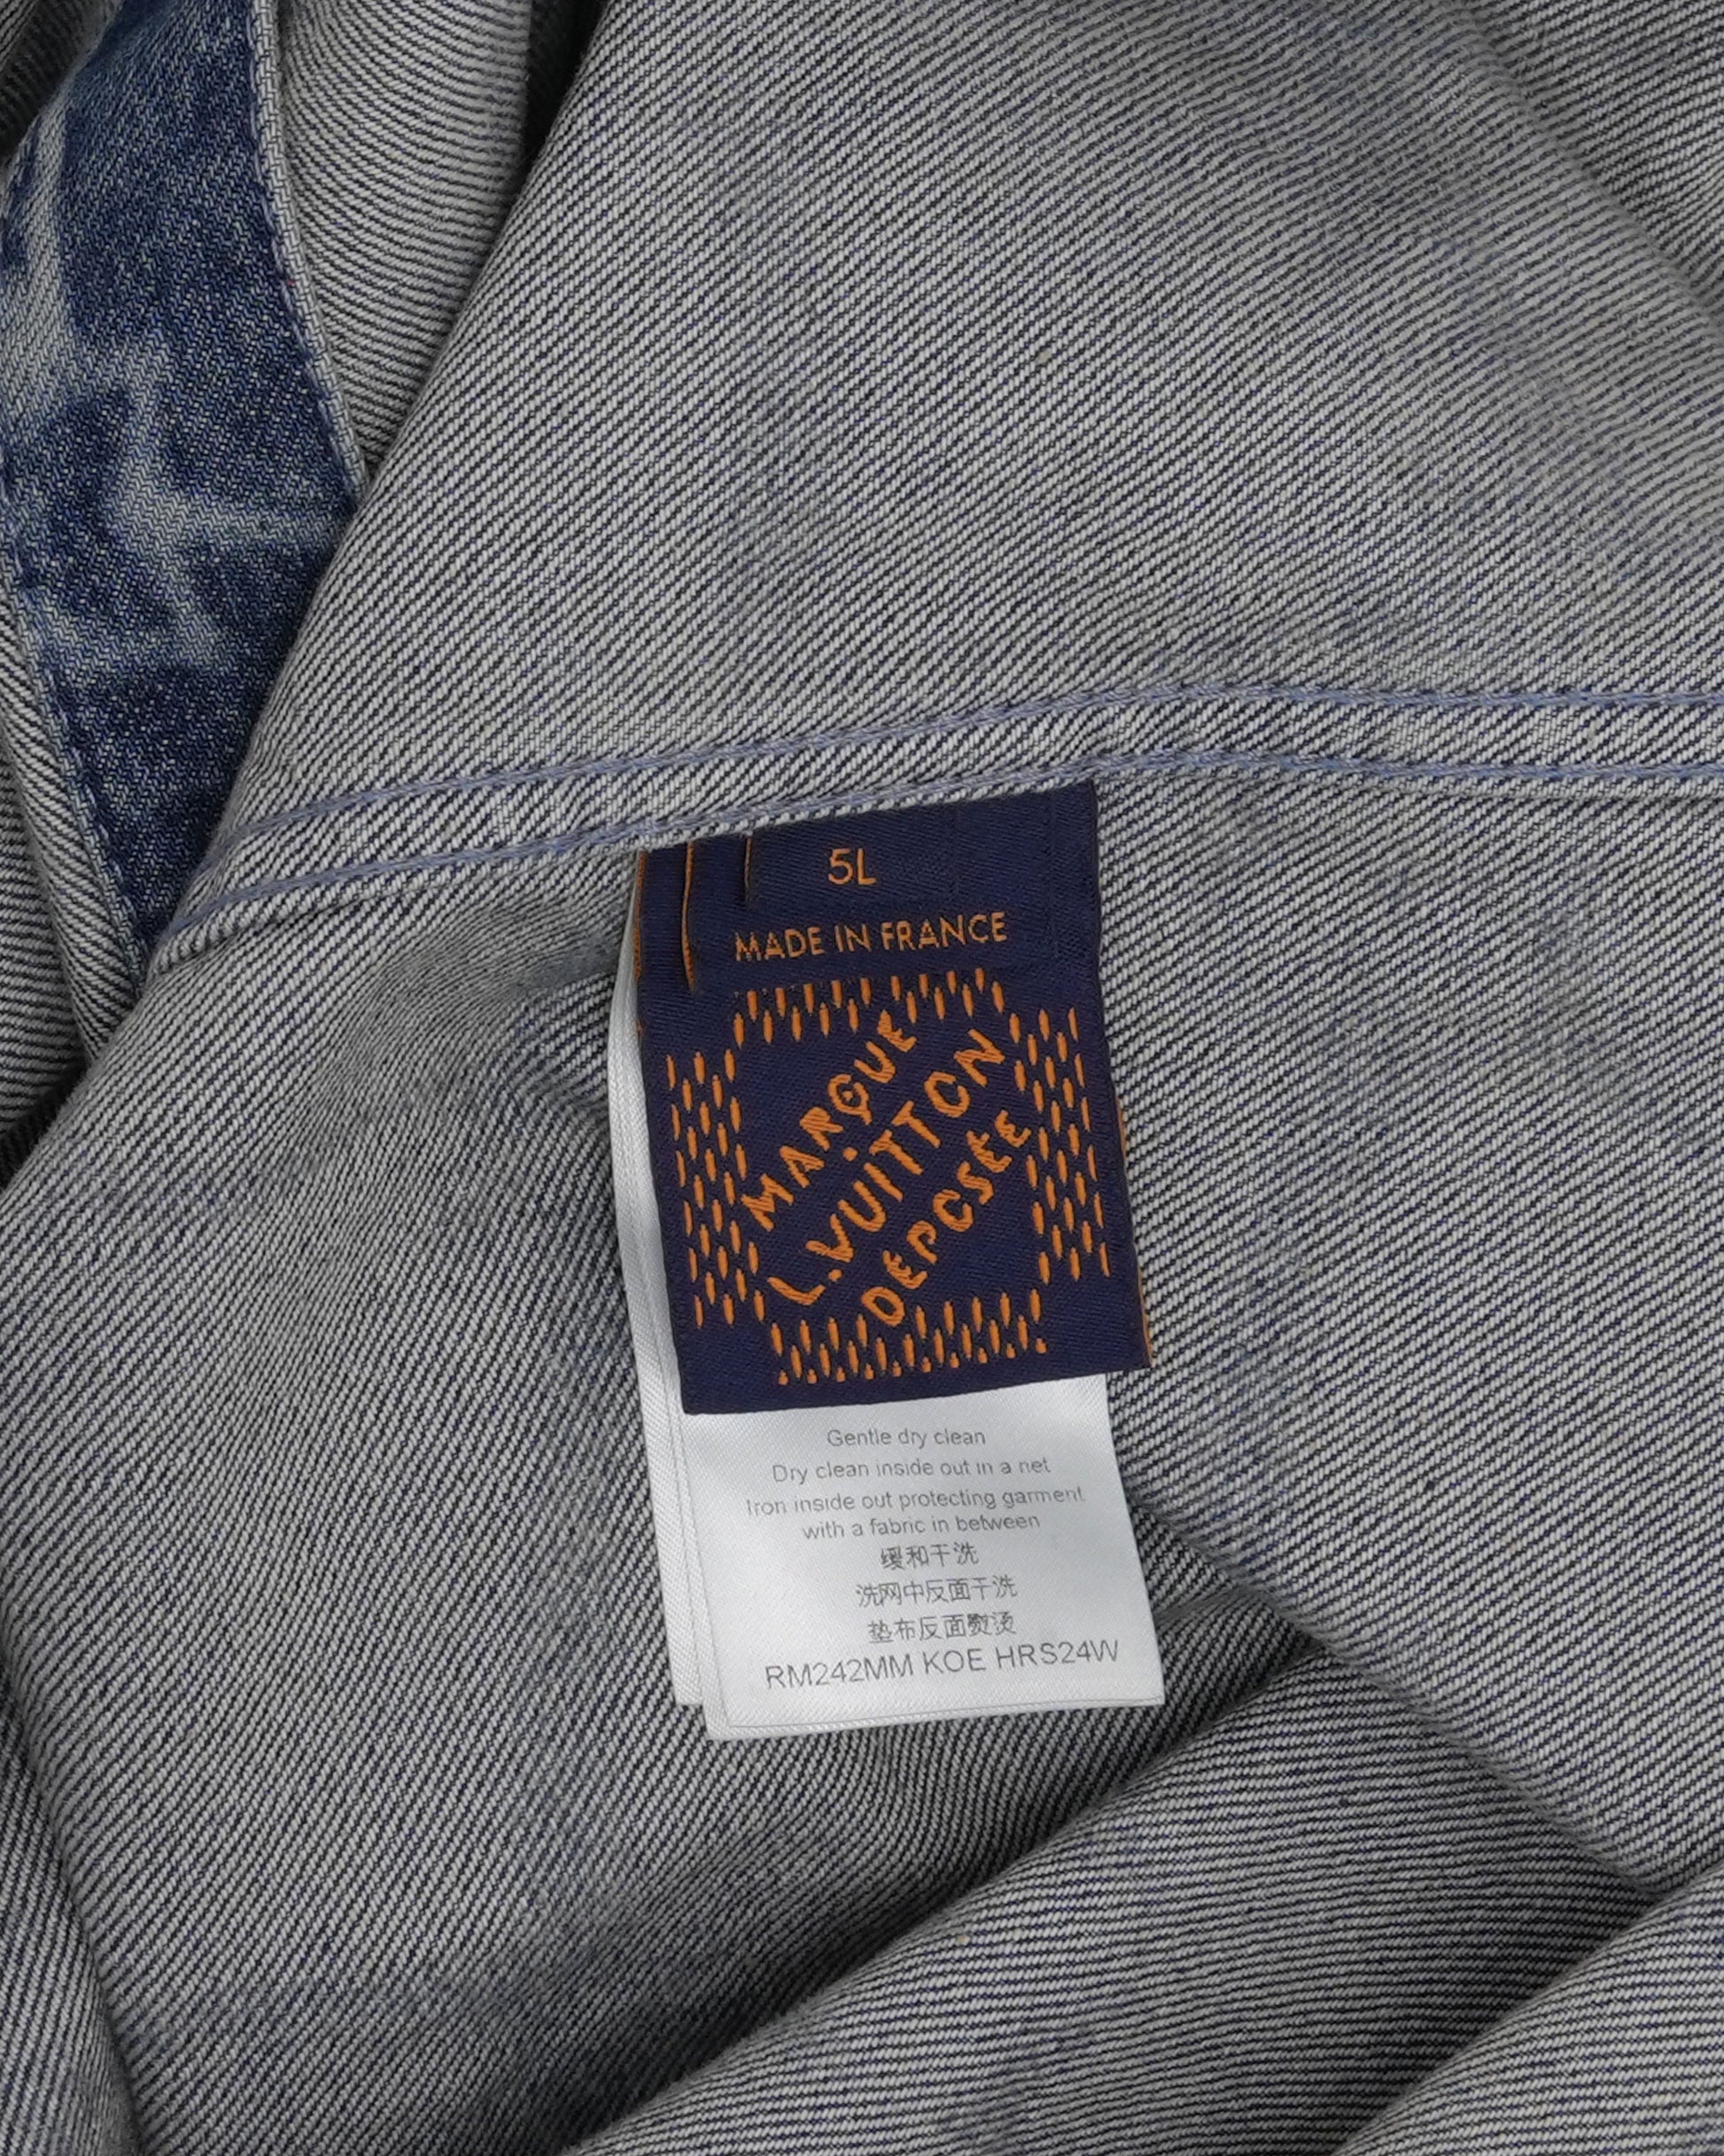 5L
MADE IN FRANCE
MARQUE
L.VUITTON
DEPOSÉE
Gentle dry clean
Dry clean inside out in a net
Iron inside out protecting garment
with a fabric in between
缓和干洗
洗网中反面干洗
垫布反面熨烫
RM242MM KOE HRS24W